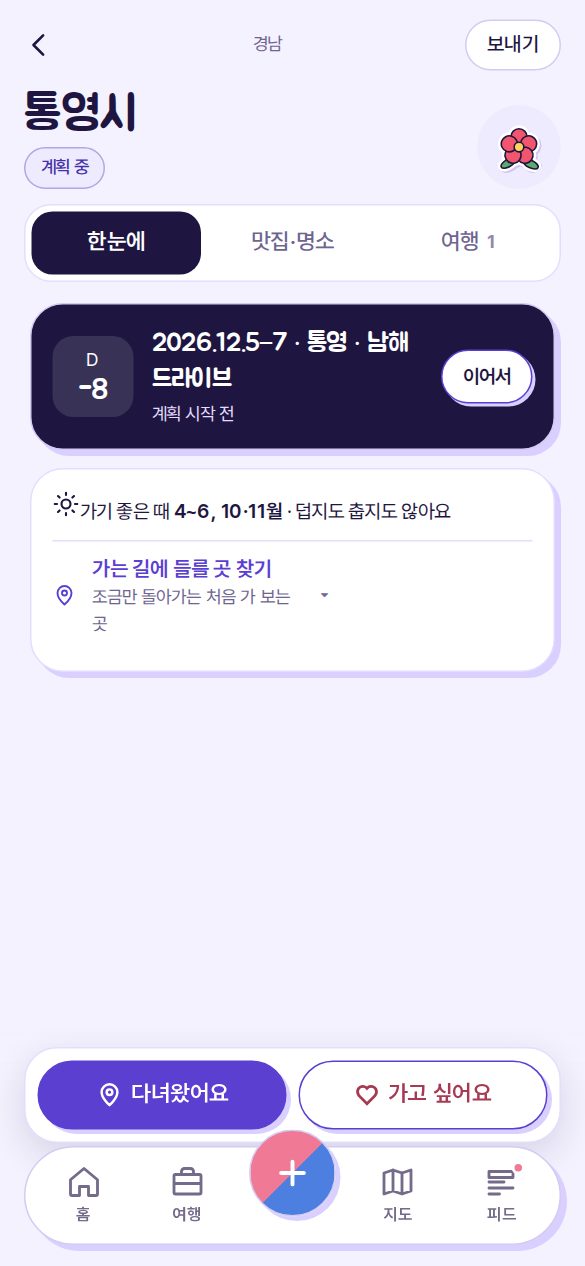 경남
보내기
통영시
계획 중
한눈에
맛집·명소
여행 1
D
-8
2026.12.5–7 · 통영 · 남해
드라이브
계획 시작 전
이어서
가기 좋은 때 4~6, 10·11월 · 덥지도 춥지도 않아요
가는 길에 들를 곳 찾기
조금만 돌아가는 처음 가 보는
곳
다녀왔어요
가고 싶어요
홈
여행
지도
피드